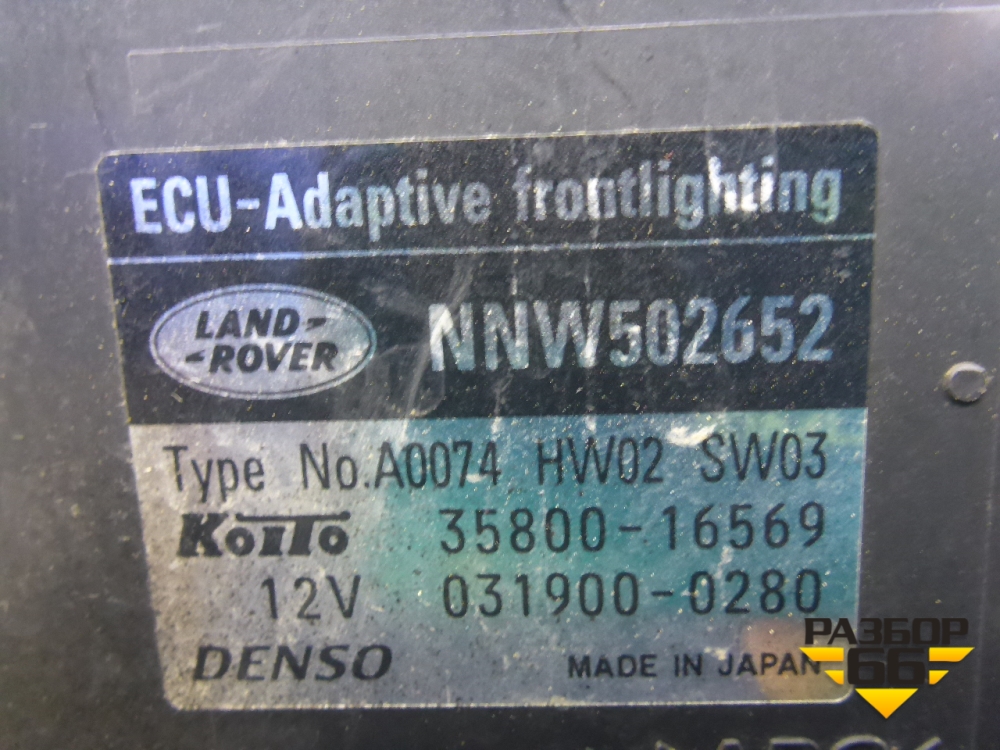 ECU-Adaptive frontlighting
LAND-
-ROVER
NNW502652
Type No.A0074 HW02 SW03
KOITO 35800-16569
12V 031900-0280
DENSO MADE IN JAPAN
РАЗБОР
66